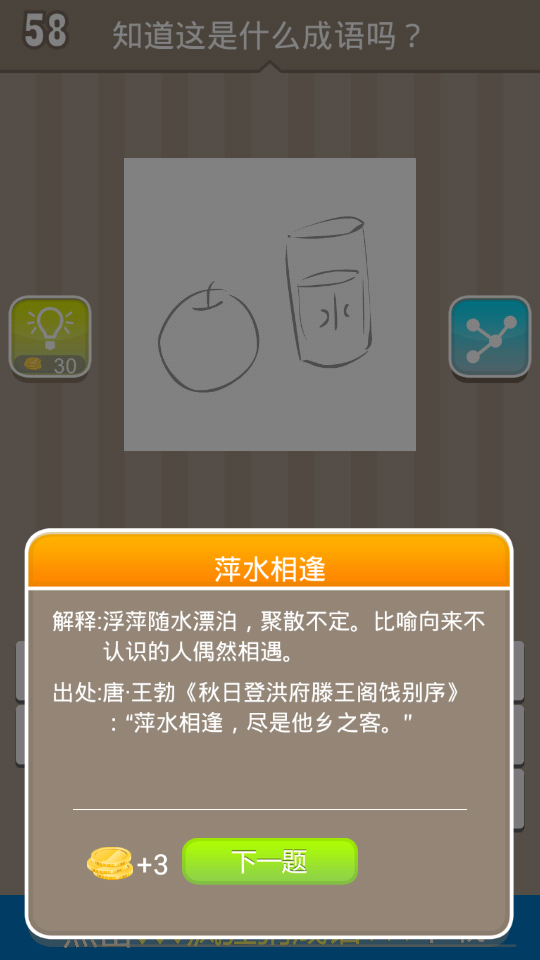 58
知道这是什么成语吗？
水
30
萍水相逢
解释:浮萍随水漂泊，聚散不定。比喻向来不
认识的人偶然相遇。
出处:唐·王勃《秋日登洪府滕王阁饯别序》
：“萍水相逢，尽是他乡之客。”
+3
下一题